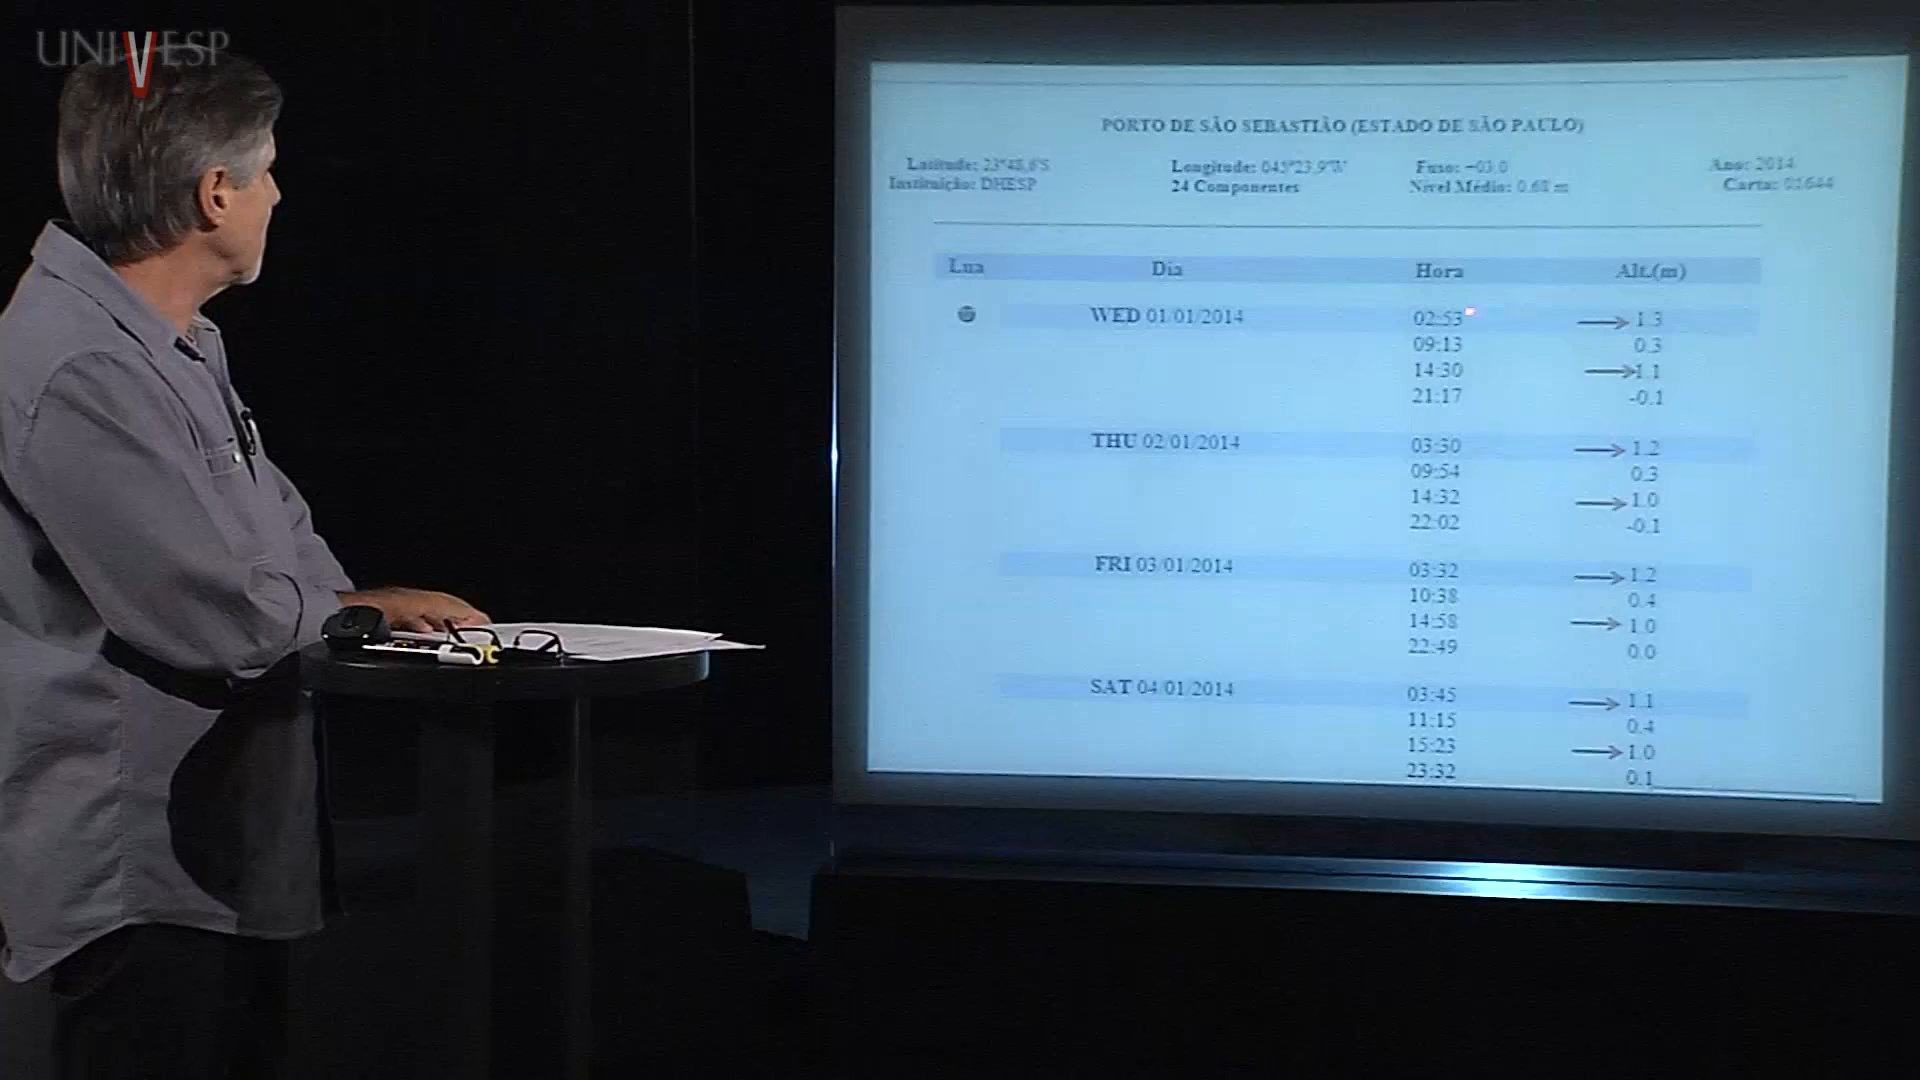 UNIVESP
PORTO DE SÃO SEBASTIÃO (ESTADO DE SÃO PAULO)
Latitude: 23°48,6'S Longitude: 045°23,9'W Fuso: -03.0 Ano: 2014
Instituição: DHESP 24 Componentes Nível Médio: 0.68 m Carta: 01644
Lua Dia Hora Alt.(m)
WED 01/01/2014 02:53 1.3
09:13 0.3
14:30 1.1
21:17 -0.1
THU 02/01/2014 03:30 1.2
09:54 0.3
14:32 1.0
22:02 -0.1
FRI 03/01/2014 03:32 1.2
10:38 0.4
14:58 1.0
22:49 0.0
SAT 04/01/2014 03:45 1.1
11:15 0.4
15:23 1.0
23:32 0.1